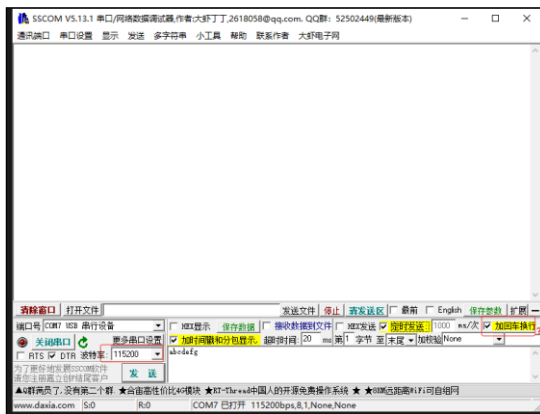 SSCOM V5.13.1 串口/网络数据调试器,作者:大虾丁丁,2618058@qq.com. QQ群: 52502449(最新版本)
通讯端口 串口设置 显示 发送 多字符串 小工具 帮助 联系作者 大虾电子网
清除窗口 打开文件 发送文件 停止 清发送区 最前 English 保存参数 扩展
端口号 COM7 USB 串行设备 HEX显示 保存数据 接收数据到文件 HEX发送 定时发送: 1000 ms/次 加回车换行
关闭串口 更多串口设置 加时间戳和分包显示. 超时时间: 20 ms 第1 字节 至 末尾 加校验 None
RTS DTR 波特率: 115200 abcdefg
为了更好地发展SSCOM软件
请您注册嘉立创F结尾客户
发 送
▲Q群满员了,没有第二个群 ★合宙高性价比4G模块 ★RT-Thread中国人的开源免费操作系统 ★ ★8KM远距离WiFi可自组网
www.daxia.com S:0 R:0 COM7 已打开 115200bps,8,1,None,None